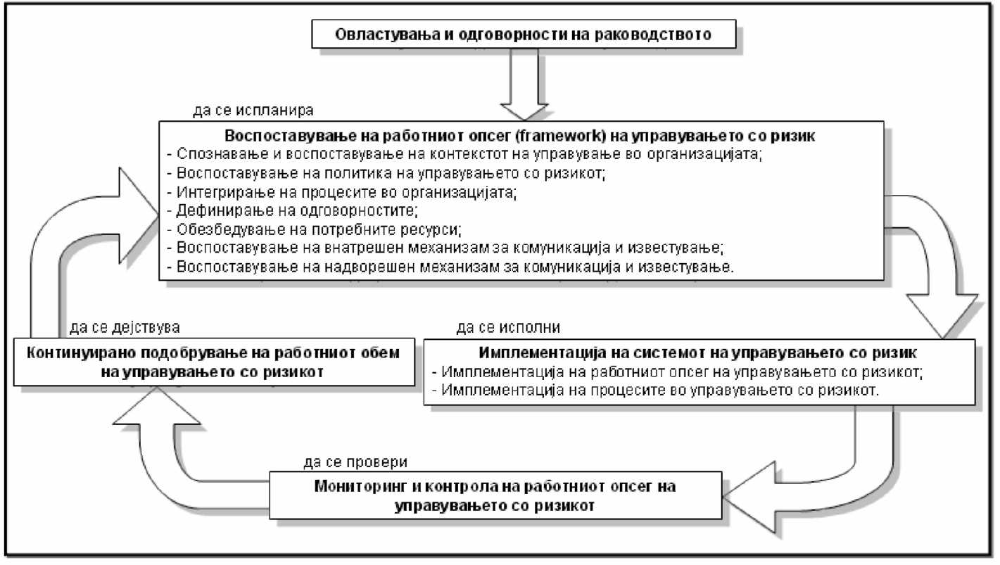 Овластувања и одговорности на раководството
да се испланира
Воспоставување на работниот опсег (framework) на управувањето со ризик
- Спознавање и воспоставување на контекстот на управување во организацијата;
- Воспоставување на политика на управувањето со ризикот;
- Интегрирање на процесите во организацијата;
- Дефинирање на одговорностите;
- Обезбедување на потребните ресурси;
- Воспоставување на внатрешен механизам за комуникација и известување;
- Воспоставување на надворешен механизам за комуникација и известување.
да се дејствува
Континуирано подобрување на работниот обем
на управувањето со ризикот
да се исполни
Имплементација на системот на управувањето со ризик
- Имплементација на работниот опсег на управувањето со ризикот;
- Имплементација на процесите во управувањето со ризикот.
да се провери
Мониторинг и контрола на работниот опсег на
управувањето со ризикот